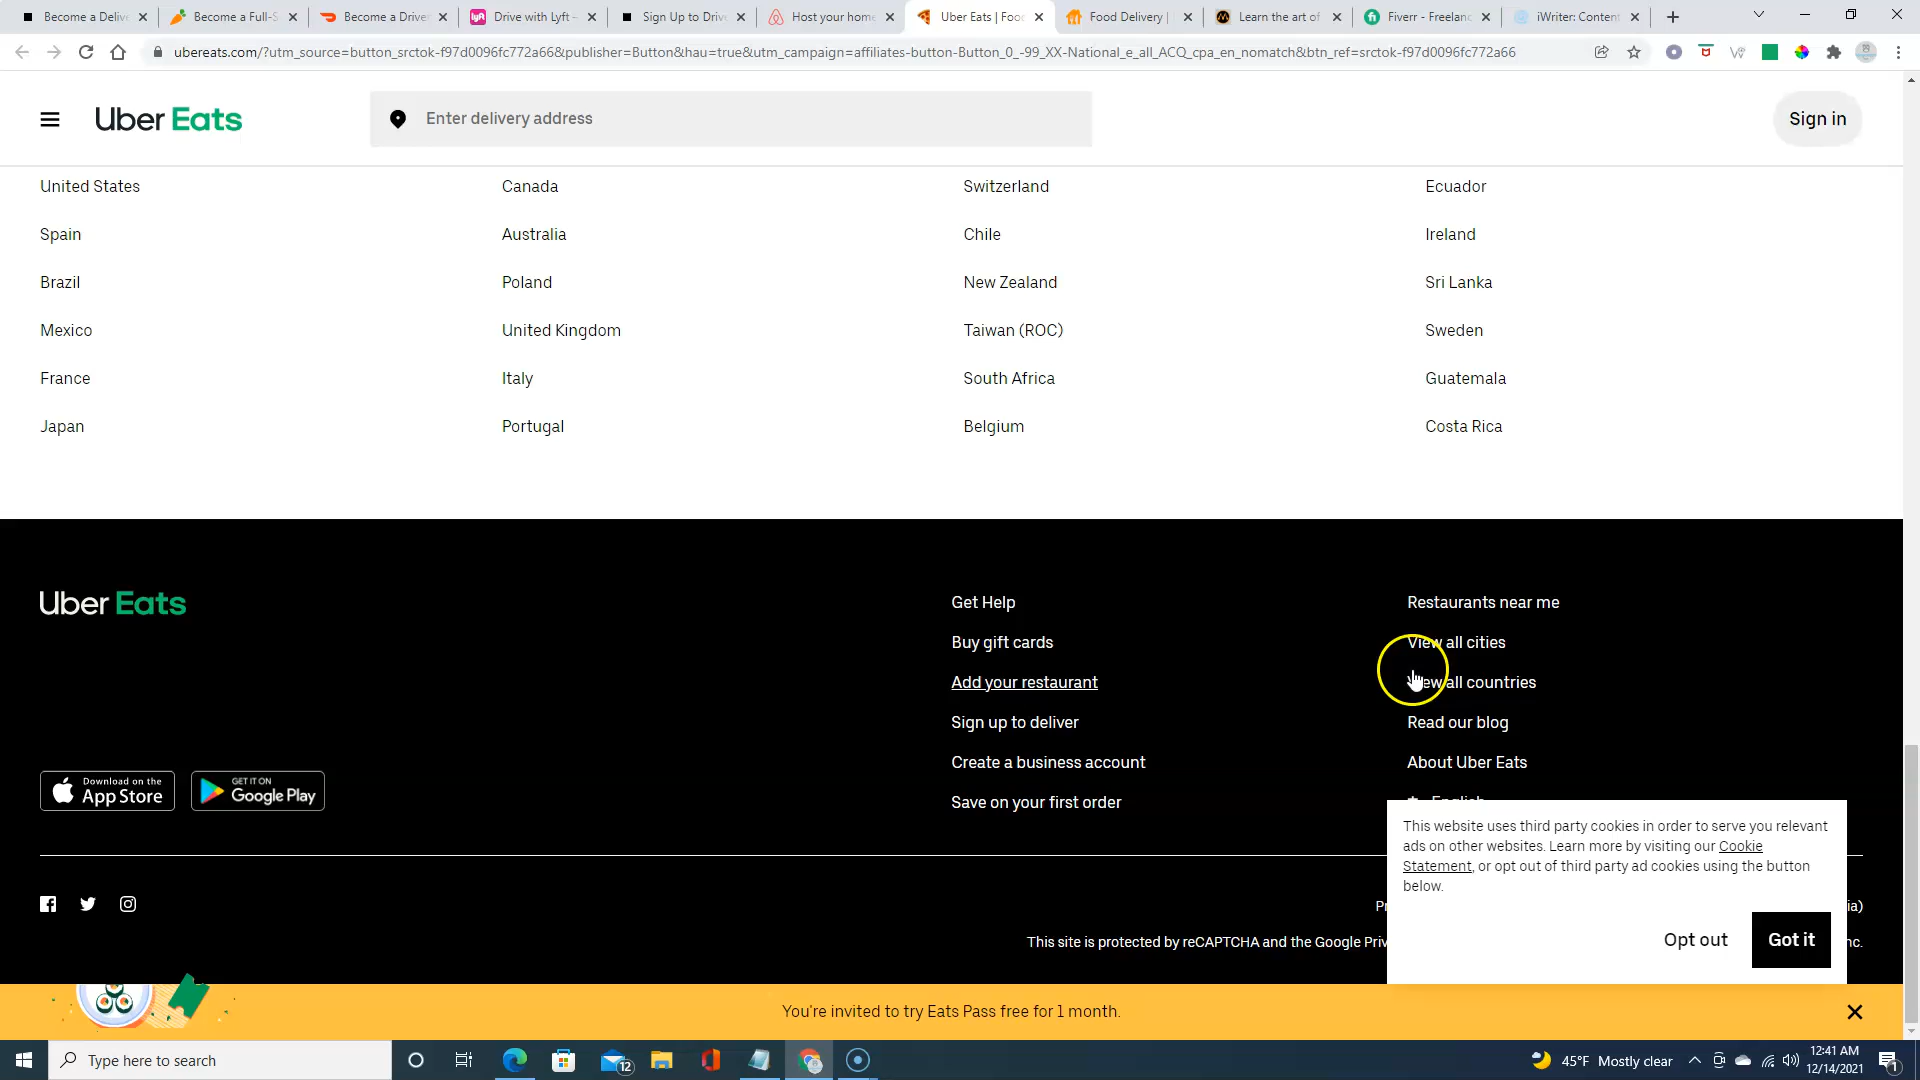 Become a Delive
Become a Full-S
Become a Driver
Drive with Lyft -
Sign Up to Driv
Host your home
Uber Eats | Foo
Food Delivery |
Learn the art of
Fiverr - Freelanc
iWriter: Content
ubereats.com/?utm_source=button_srctok-f97d0096fc772a66&publisher=Button&hau=true&utm_campaign=affiliates-button-Button_0_-99_XX-National_e_all_ACQ_cpa_en_nomatch&btn_ref=srctok-f97d0096fc772a66
Uber Eats
Enter delivery address
Sign in
United States Canada Switzerland Ecuador
Spain Australia Chile Ireland
Brazil Poland New Zealand Sri Lanka
Mexico United Kingdom Taiwan (ROC) Sweden
France Italy South Africa Guatemala
Japan Portugal Belgium Costa Rica
Uber Eats
Get Help
Buy gift cards
Add your restaurant
Sign up to deliver
Create a business account
Save on your first order
Restaurants near me
View all cities
View all countries
Read our blog
About Uber Eats
English
Download on the
App Store
GET IT ON
Google Play
This website uses third party cookies in order to serve you relevant
ads on other websites. Learn more by visiting our Cookie
Statement, or opt out of third party ad cookies using the button
below.
Opt out
Got it
This site is protected by reCAPTCHA and the Google Priv
nc.
You're invited to try Eats Pass free for 1 month.
Type here to search
12
45°F Mostly clear
12:41 AM
12/14/2021
1